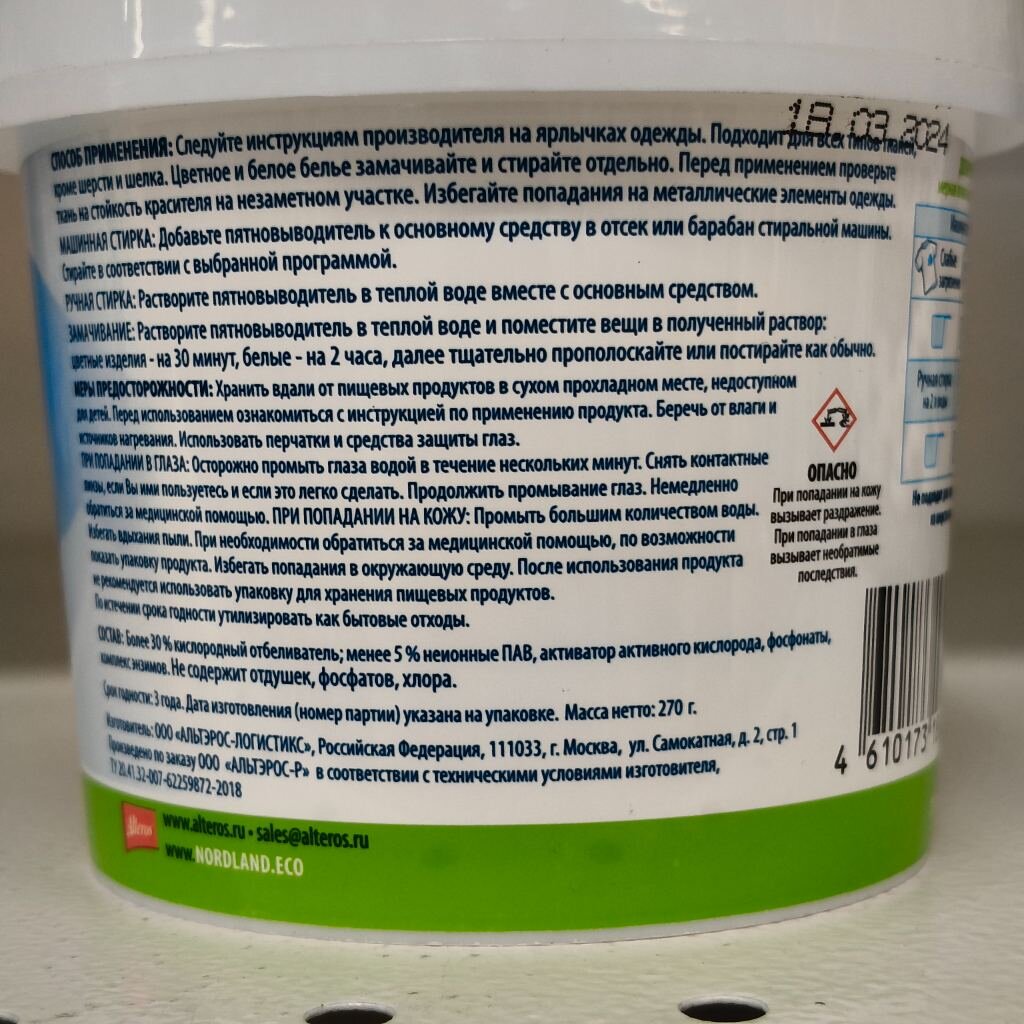 18.03.2024
СПОСОБ ПРИМЕНЕНИЯ: Следуйте инструкциям производителя на ярлычках одежды. Подходит для всех типов тканей,
кроме шерсти и шелка. Цветное и белое белье замачивайте и стирайте отдельно. Перед применением проверьте
ткань на стойкость красителя на незаметном участке. Избегайте попадания на металлические элементы одежды.
МАШИННАЯ СТИРКА: Добавьте пятновыводитель к основному средству в отсек или барабан стиральной машины.
Стирайте в соответствии с выбранной программой.
РУЧНАЯ СТИРКА: Растворите пятновыводитель в теплой воде вместе с основным средством.
ЗАМАЧИВАНИЕ: Растворите пятновыводитель в теплой воде и поместите вещи в полученный раствор:
цветные изделия - на 30 минут, белые - на 2 часа, далее тщательно прополоскайте или постирайте как обычно.
МЕРЫ ПРЕДОСТОРОЖНОСТИ: Хранить вдали от пищевых продуктов в сухом прохладном месте, недоступном
для детей. Перед использованием ознакомиться с инструкцией по применению продукта. Беречь от влаги и
источников нагревания. Использовать перчатки и средства защиты глаз.
ПРИ ПОПАДАНИИ В ГЛАЗА: Осторожно промыть глаза водой в течение нескольких минут. Снять контактные
линзы, если Вы ими пользуетесь и если это легко сделать. Продолжить промывание глаз. Немедленно
обратиться за медицинской помощью. ПРИ ПОПАДАНИИ НА КОЖУ: Промыть большим количеством воды.
Избегать вдыхания пыли. При необходимости обратиться за медицинской помощью, по возможности
показать упаковку продукта. Избегать попадания в окружающую среду. После использования продукта
не рекомендуется использовать упаковку для хранения пищевых продуктов.
По истечении срока годности утилизировать как бытовые отходы.
ОПАСНО
При попадании на кожу
вызывает раздражение.
При попадании в глаза
вызывает необратимые
последствия.
СОСТАВ: Более 30 % кислородный отбеливатель; менее 5 % неионные ПАВ, активатор активного кислорода, фосфонаты,
комплекс энзимов. Не содержит отдушек, фосфатов, хлора.
Срок годности: 3 года. Дата изготовления (номер партии) указана на упаковке. Масса нетто: 270 г.
Изготовитель: ООО «АЛЬТЭРОС-ЛОГИСТИКС», Российская Федерация, 111033, г. Москва, ул. Самокатная, д. 2, стр. 1
Произведено по заказу ООО «АЛЬТЭРОС-Р» в соответствии с техническими условиями изготовителя,
ТУ 20.41.32-007-62259872-2018
4 610173
Alteros
www.alteros.ru • sales@alteros.ru
www.NORDLAND.ECO
Слабые
Ручная стирка